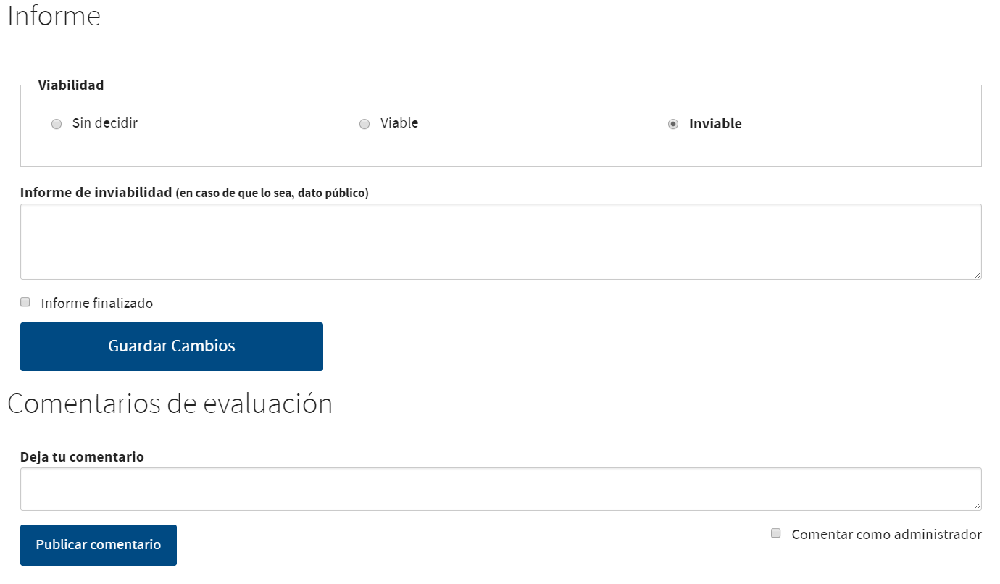 Informe
Viabilidad
Sin decidir Viable Inviable
Informe de inviabilidad (en caso de que lo sea, dato público)
Informe finalizado
Guardar Cambios
Comentarios de evaluación
Deja tu comentario
Publicar comentario Comentar como administrador